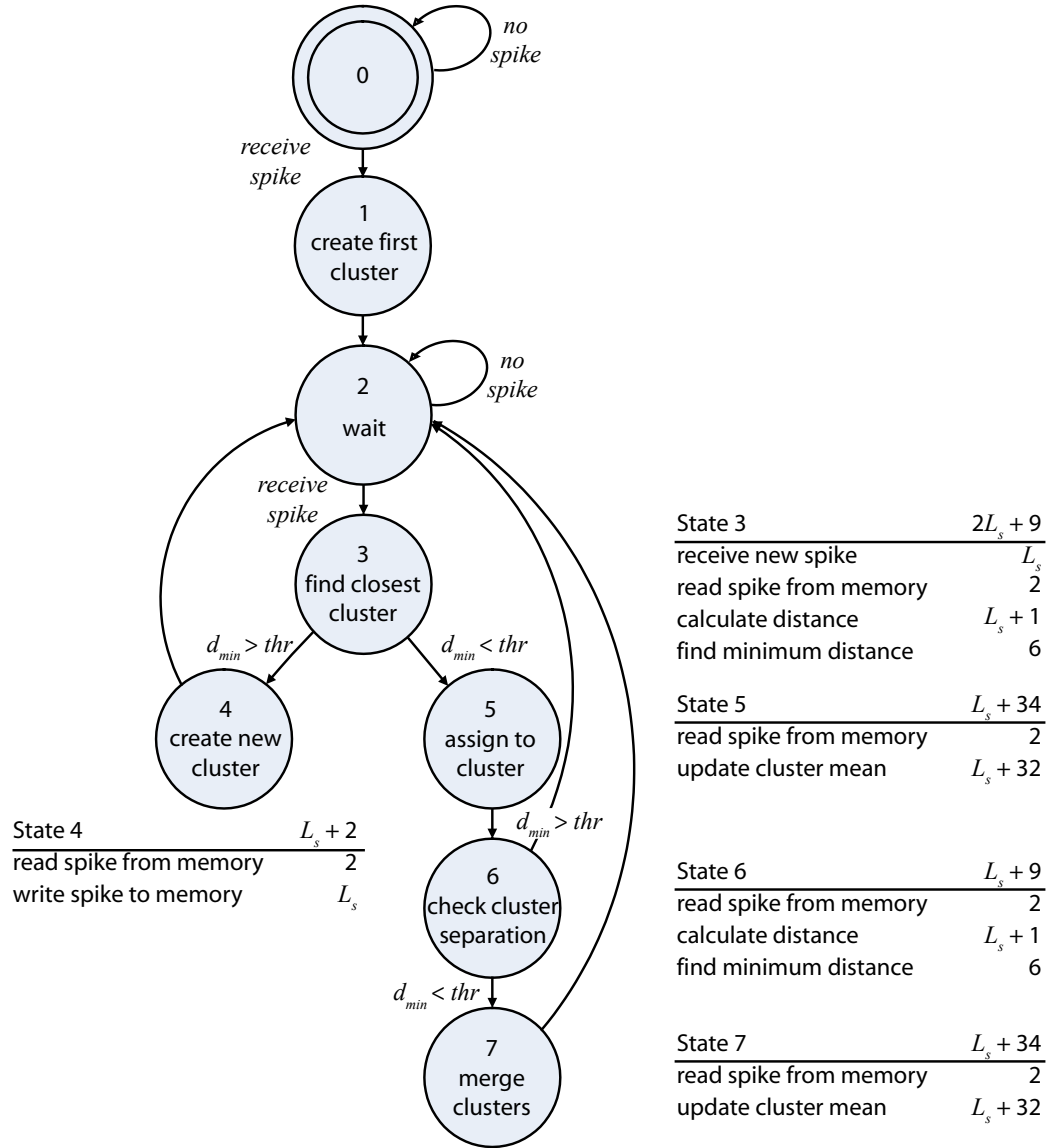 no
spike
0
receive
spike
1
create first
cluster
no
spike
2
wait
receive
spike
3
find closest
cluster
d_min > thr
d_min < thr
4
create new
cluster
5
assign to
cluster
d_min > thr
6
check cluster
separation
d_min < thr
7
merge
clusters
State 4 L_s + 2
read spike from memory 2
write spike to memory L_s
State 3 2L_s + 9
receive new spike L_s
read spike from memory 2
calculate distance L_s + 1
find minimum distance 6
State 5 L_s + 34
read spike from memory 2
update cluster mean L_s + 32
State 6 L_s + 9
read spike from memory 2
calculate distance L_s + 1
find minimum distance 6
State 7 L_s + 34
read spike from memory 2
update cluster mean L_s + 32